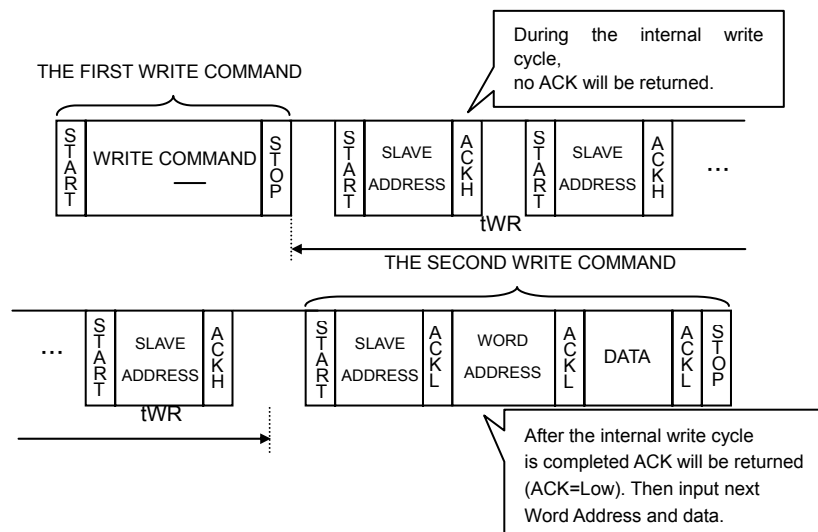 During the internal write
cycle,
no ACK will be returned.
THE FIRST WRITE COMMAND
START
WRITE COMMAND
STOP
START
SLAVE
ADDRESS
ACKH
START
SLAVE
ADDRESS
ACKH
...
tWR
THE SECOND WRITE COMMAND
...
START
SLAVE
ADDRESS
ACKH
START
SLAVE
ADDRESS
ACKL
WORD
ADDRESS
ACKL
DATA
ACKL
STOP
tWR
After the internal write cycle
is completed ACK will be returned
(ACK=Low). Then input next
Word Address and data.